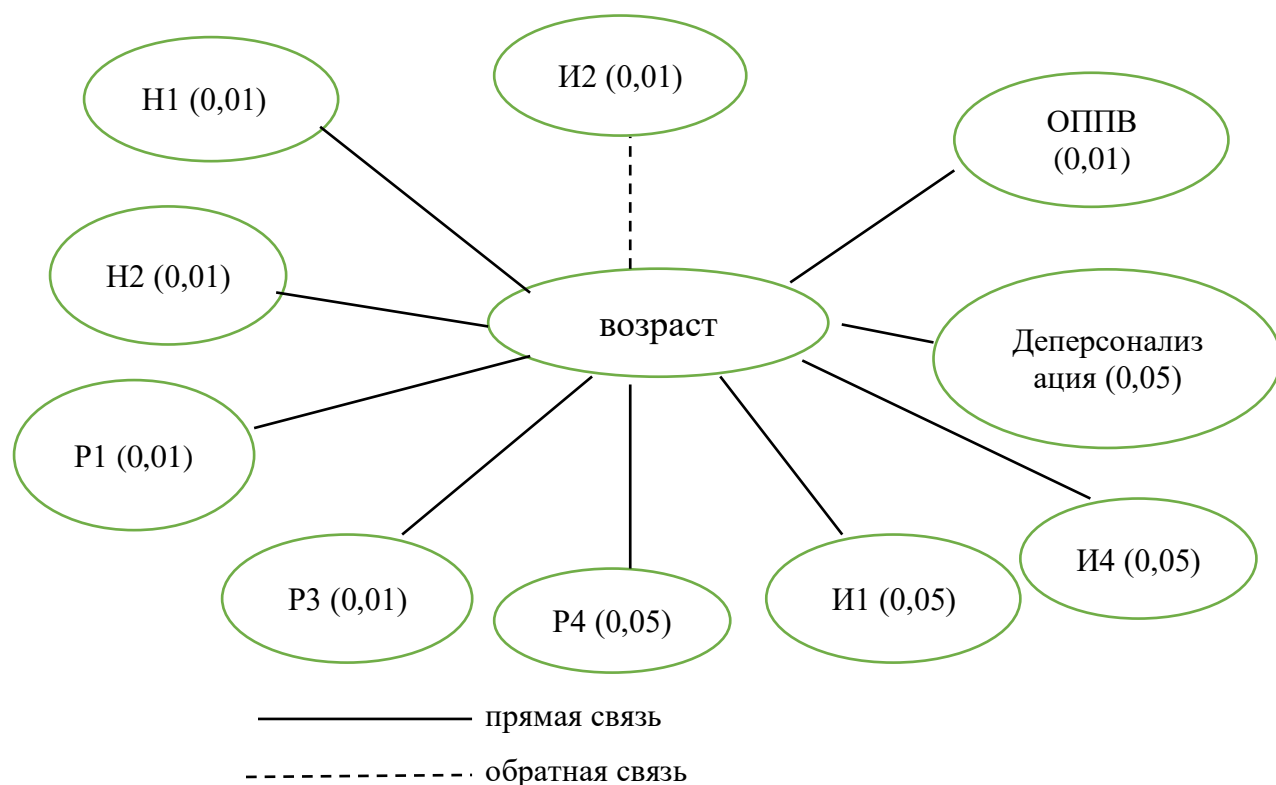 И2 (0,01)
Н1 (0,01)
ОППВ
(0,01)
Н2 (0,01)
возраст
Деперсонализ
ация (0,05)
Р1 (0,01)
И4 (0,05)
Р3 (0,01)
И1 (0,05)
Р4 (0,05)
прямая связь
обратная связь